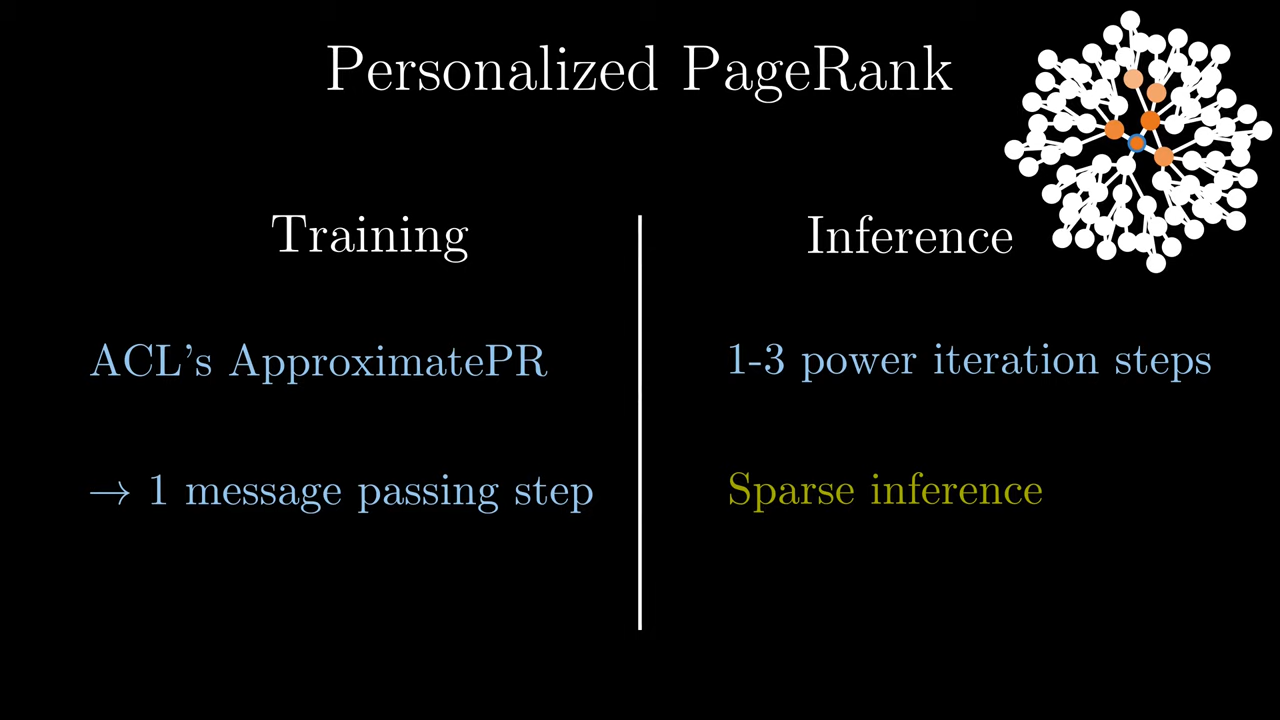 Personalized PageRank
Training
ACL's ApproximatePR
→ 1 message passing step
Inference
1-3 power iteration steps
Sparse inference